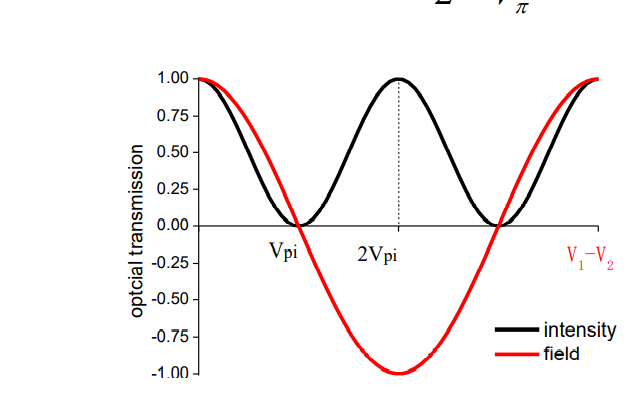 π
optcial transmission
1.00
0.75
0.50
0.25
0.00
-0.25
-0.50
-0.75
-1.00
Vpi
2Vpi
V1-V2
intensity
field